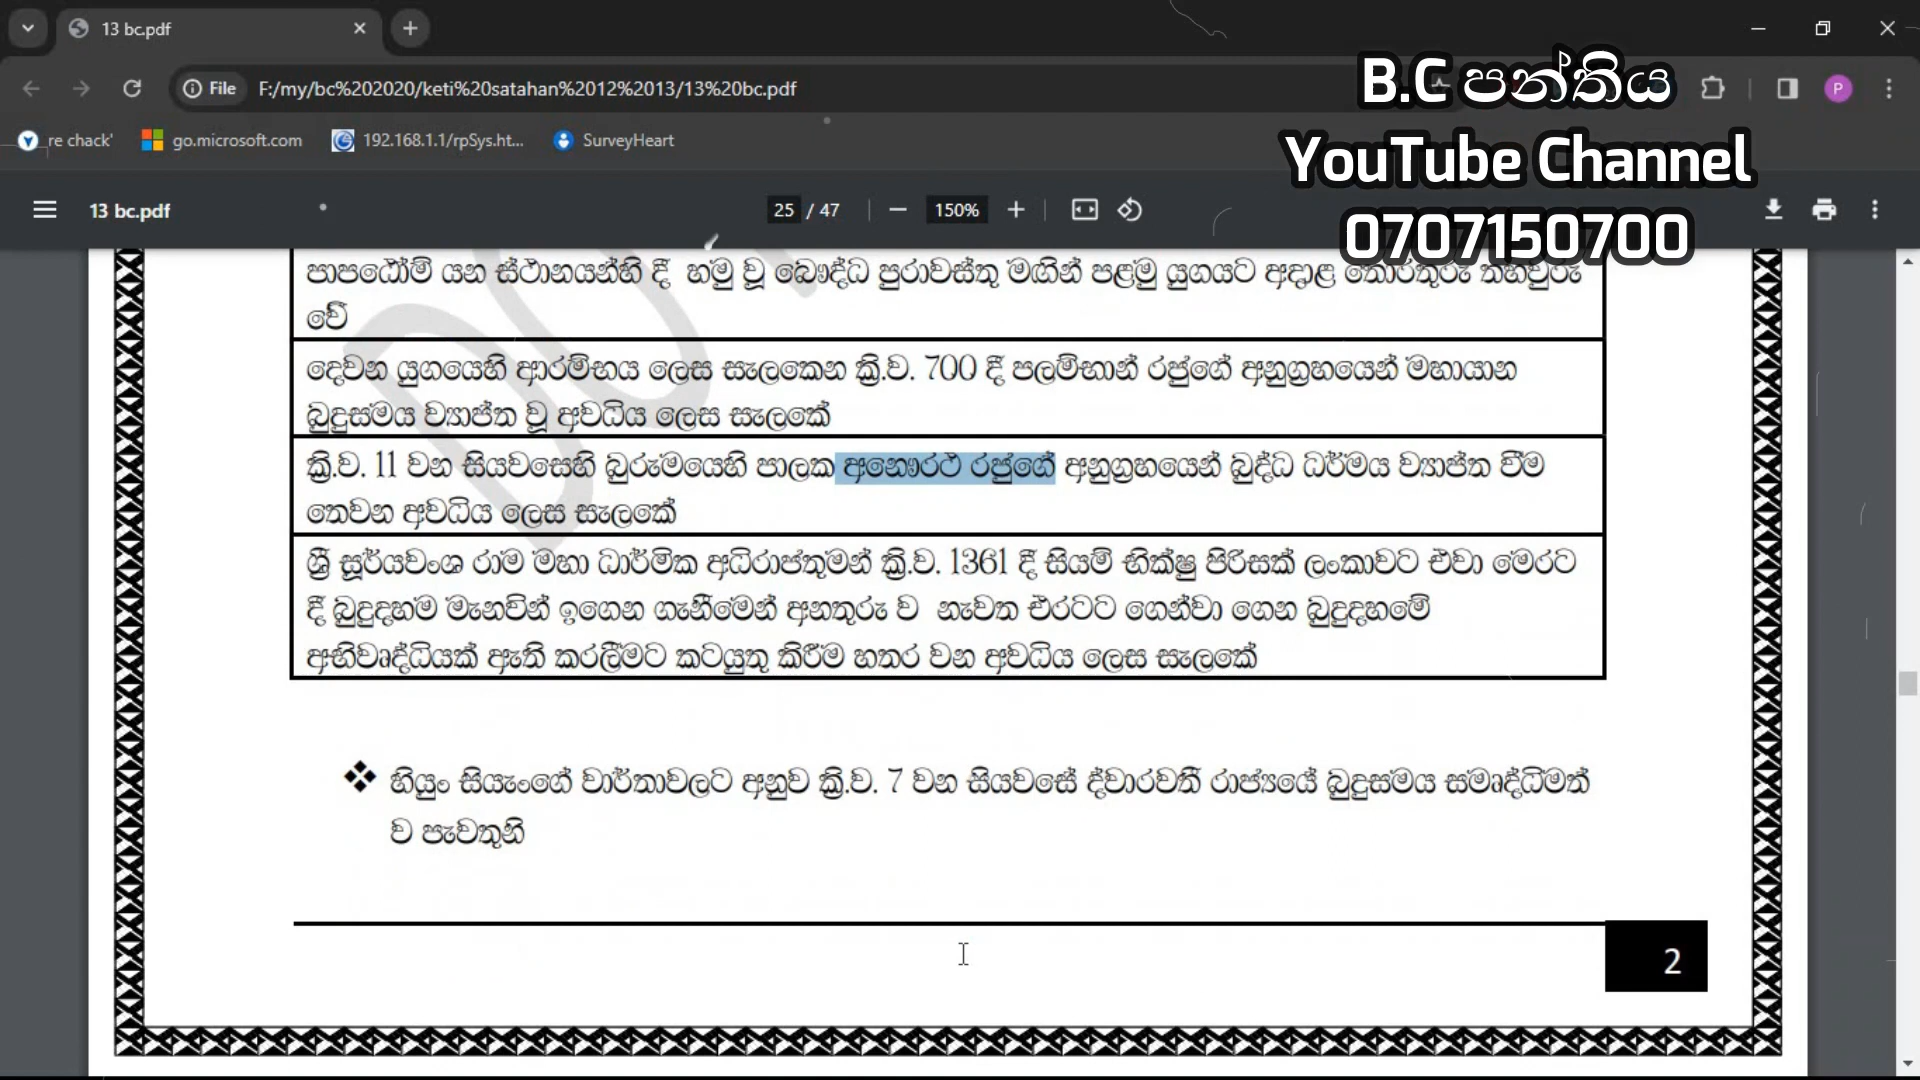 13 bc.pdf
File F:/my/bc%202020/keti%20satahan%2012%2013/13%20bc.pdf
re chack' go.microsoft.com 192.168.1.1/rpSys.ht... SurveyHeart
P
B.C පන්තිය
YouTube Channel
0707150700
13 bc.pdf 25 / 47 150%
පාපඨෝම් යන ස්ථානයන්හි දී හමු වූ බෞද්ධ පුරාවස්තු මඟින් පළමු යුගයට අදාළ තොරතුරු තහවුරු
වේ
දෙවන යුගයෙහි ආරම්භය ලෙස සැලකෙන ක්‍රි.ව. 700 දී පලම්භාන් රජුගේ අනුග්‍රහයෙන් මහායාන
බුදුසමය ව්‍යාප්ත වූ අවධිය ලෙස සැලකේ
ක්‍රි.ව. 11 වන සියවසෙහි බුරුමයෙහි පාලක අනෞරථ රජුගේ අනුග්‍රහයෙන් බුද්ධ ධර්මය ව්‍යාප්ත වීම
තෙවන අවධිය ලෙස සැලකේ
ශ්‍රී සූර්යවංශ රාම මහා ධාර්මික අධිරාජතුමන් ක්‍රි.ව. 1361 දී සියම් භික්ෂු පිරිසක් ලංකාවට එවා මෙරට
දී බුදුදහම මැනවින් ඉගෙන ගැනීමෙන් අනතුරු ව නැවත එරටට ගෙන්වා ගෙන බුදුදහමේ
අභිවෘද්ධියක් ඇති කරලීමට කටයුතු කිරීම හතර වන අවධිය ලෙස සැලකේ
❖ හියුං සියැංගේ වාර්තාවලට අනුව ක්‍රි.ව. 7 වන සියවසේ ද්වාරවතී රාජ්‍යයේ බුදුසමය සමෘද්ධිමත්
ව පැවතුනි
2